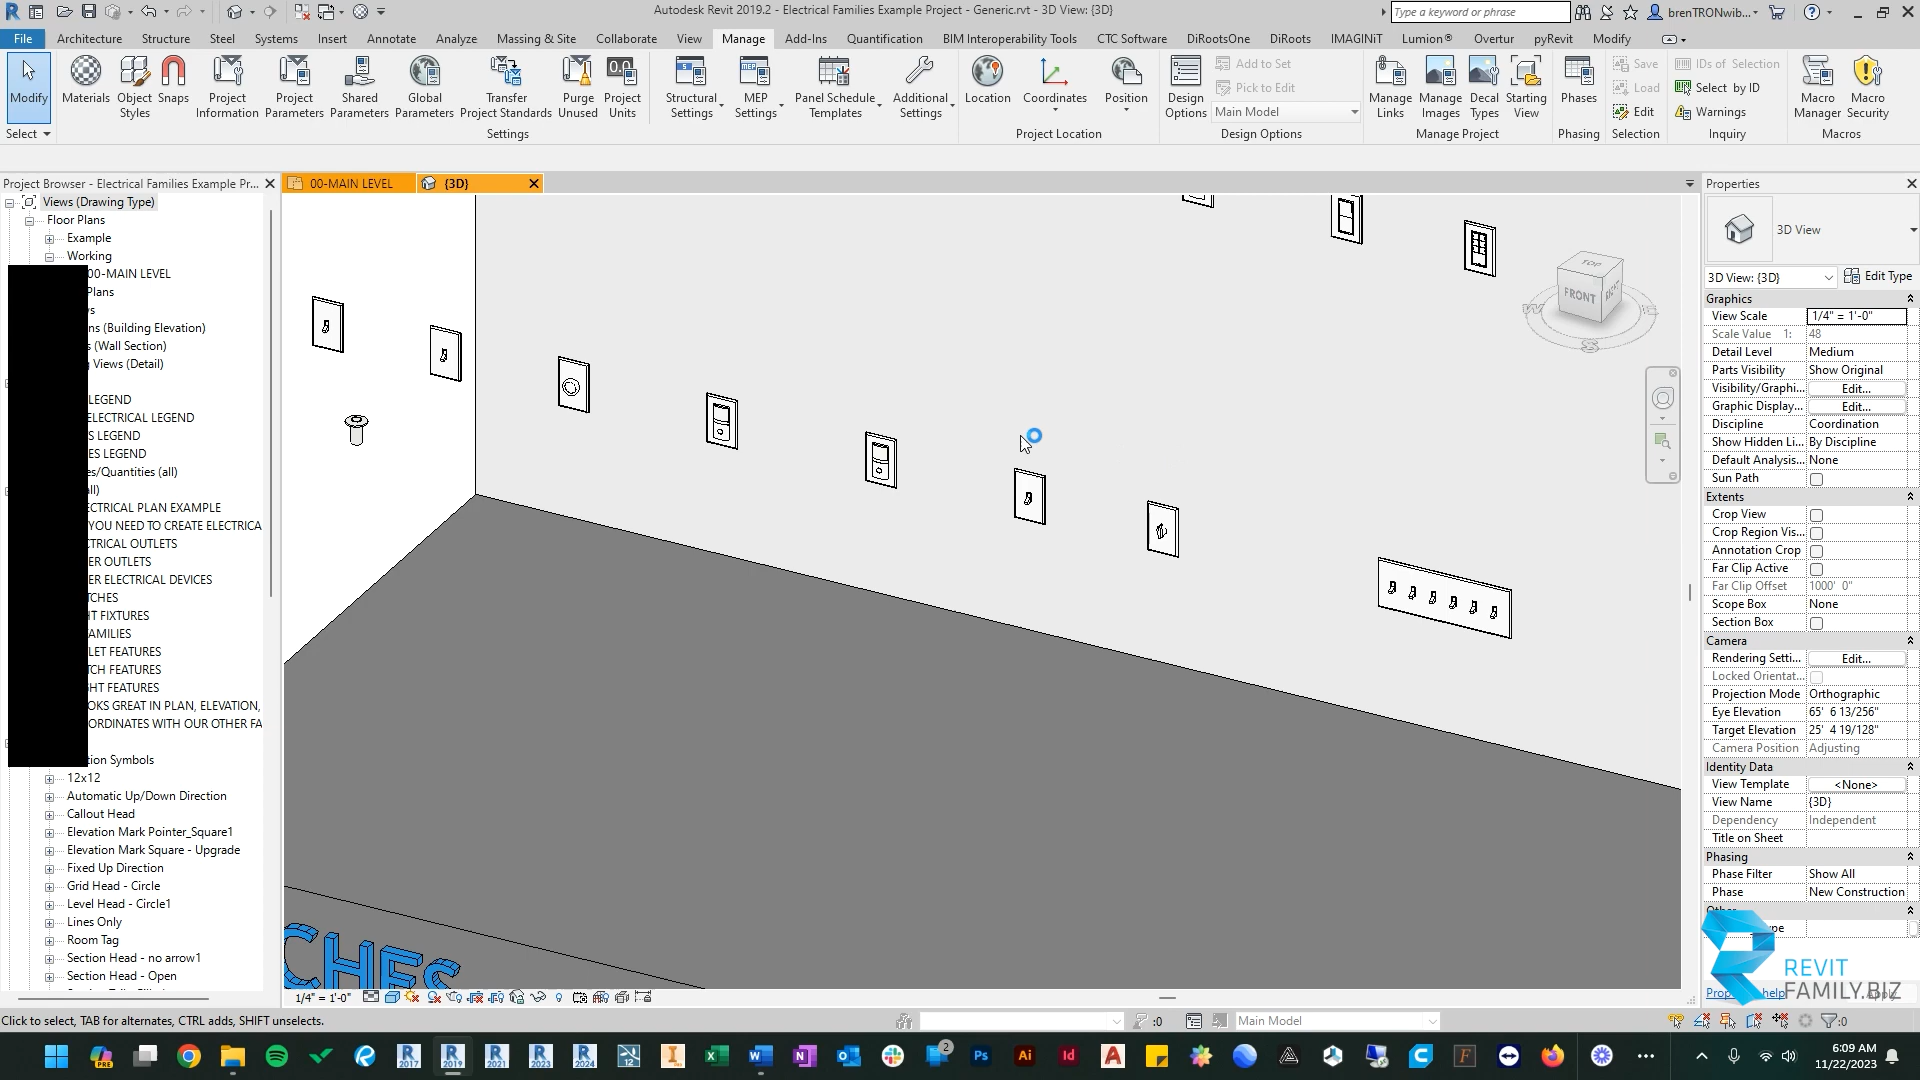 Autodesk Revit 2019.2 - Electrical Families Example Project - Generic.rvt - 3D View: {3D}
Type a keyword or phrase
brenTRONwib...
File Architecture Structure Steel Systems Insert Annotate Analyze Massing & Site Collaborate View Manage Add-Ins Quantification BIM Interoperability Tools CTC Software DiRootsOne DiRoots IMAGINiT Lumion® Overtur pyRevit Modify
Modify
Materials
Object Styles
Snaps
Project Information
Project Parameters
Shared Parameters
Global Parameters
Transfer Project Standards
Purge Unused
Project Units
Structural Settings
MEP Settings
Panel Schedule Templates
Additional Settings
Location
Coordinates
Position
Design Options
Add to Set
Pick to Edit
Main Model
Manage Links
Manage Images
Decal Types
Starting View
Phases
Save
Load
Edit
IDs of Selection
Select by ID
Warnings
Macro Manager
Macro Security
Select
Settings
Project Location
Design Options
Manage Project
Phasing
Selection
Inquiry
Macros
Project Browser - Electrical Families Example Pr...
00-MAIN LEVEL
{3D}
Views (Drawing Type)
Floor Plans
Example
Working
00-MAIN LEVEL
Plans
ns (Building Elevation)
s (Wall Section)
Views (Detail)
LEGEND
ELECTRICAL LEGEND
S LEGEND
ES LEGEND
es/Quantities (all)
all)
ECTRICAL PLAN EXAMPLE
YOU NEED TO CREATE ELECTRICA
CTRICAL OUTLETS
ER OUTLETS
ER ELECTRICAL DEVICES
TCHES
HT FIXTURES
AMILIES
LET FEATURES
TCH FEATURES
GHT FEATURES
OKS GREAT IN PLAN, ELEVATION,
ORDINATES WITH OUR OTHER FA
tion Symbols
12x12
Automatic Up/Down Direction
Callout Head
Elevation Mark Pointer_Square1
Elevation Mark Square - Upgrade
Fixed Up Direction
Grid Head - Circle
Level Head - Circle1
Lines Only
Room Tag
Section Head - no arrow1
Section Head - Open
TOP
FRONT
RIGHT
W
S
E
CHES
Properties
3D View
3D View: {3D}
Edit Type
Graphics
View Scale 1/4" = 1'-0"
Scale Value 1: 48
Detail Level Medium
Parts Visibility Show Original
Visibility/Graphi... Edit...
Graphic Display... Edit...
Discipline Coordination
Show Hidden Li... By Discipline
Default Analysis... None
Sun Path
Extents
Crop View
Crop Region Vis...
Annotation Crop
Far Clip Active
Far Clip Offset 1000' 0"
Scope Box None
Section Box
Camera
Rendering Setti... Edit...
Locked Orientat...
Projection Mode Orthographic
Eye Elevation 65' 6 13/256"
Target Elevation 25' 4 19/128"
Camera Position Adjusting
Identity Data
View Template <None>
View Name {3D}
Dependency Independent
Title on Sheet
Phasing
Phase Filter Show All
Phase New Construction
REVIT
FAMILY.BIZ
1/4" = 1'-0"
Click to select, TAB for alternates, CTRL adds, SHIFT unselects.
:0
Main Model
:0
PRE
2017
2019
2021
2023
2024
12
2
6:09 AM
11/22/2023